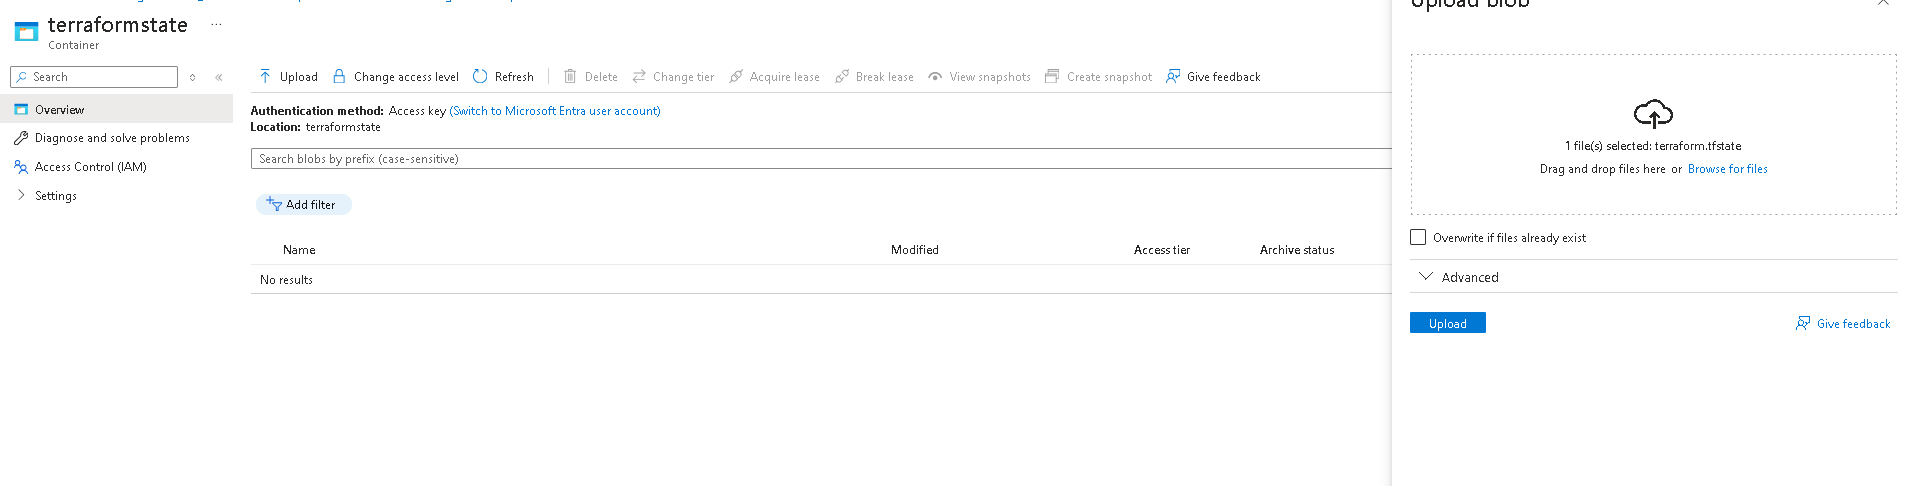 terraformstate ...
Container
Search
Overview
Diagnose and solve problems
Access Control (IAM)
Settings
Upload Change access level Refresh Delete Change tier Acquire lease Break lease View snapshots Create snapshot Give feedback
Authentication method: Access key (Switch to Microsoft Entra user account)
Location: terraformstate
Search blobs by prefix (case-sensitive)
Add filter
Name Modified Access tier Archive status
No results
Upload blob
1 file(s) selected: terraform.tfstate
Drag and drop files here or Browse for files
Overwrite if files already exist
Advanced
Upload
Give feedback